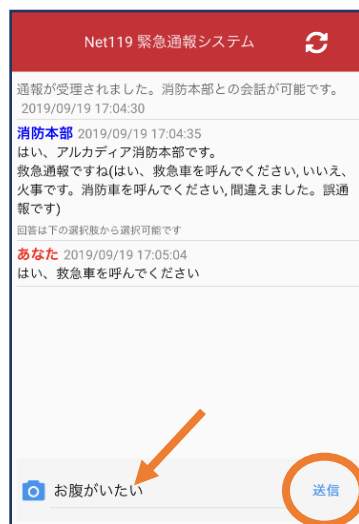 Net119 緊急通報システム
通報が受理されました。消防本部との会話が可能です。
2019/09/19 17:04:30
消防本部 2019/09/19 17:04:35
はい、アルカディア消防本部です。
救急通報ですね(はい、救急車を呼んでください, いいえ、
火事です。消防車を呼んでください, 間違えました。誤通
報です)
回答は下の選択肢から選択可能です
あなた 2019/09/19 17:05:04
はい、救急車を呼んでください
お腹がいたい 送信